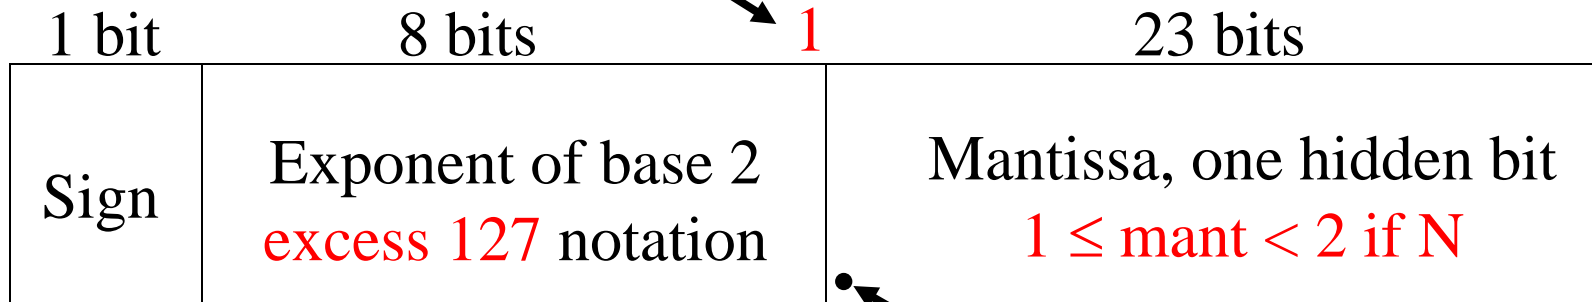 1 bit 8 bits 1 23 bits
Sign
Exponent of base 2
excess 127 notation
Mantissa, one hidden bit
1 ≤ mant < 2 if N